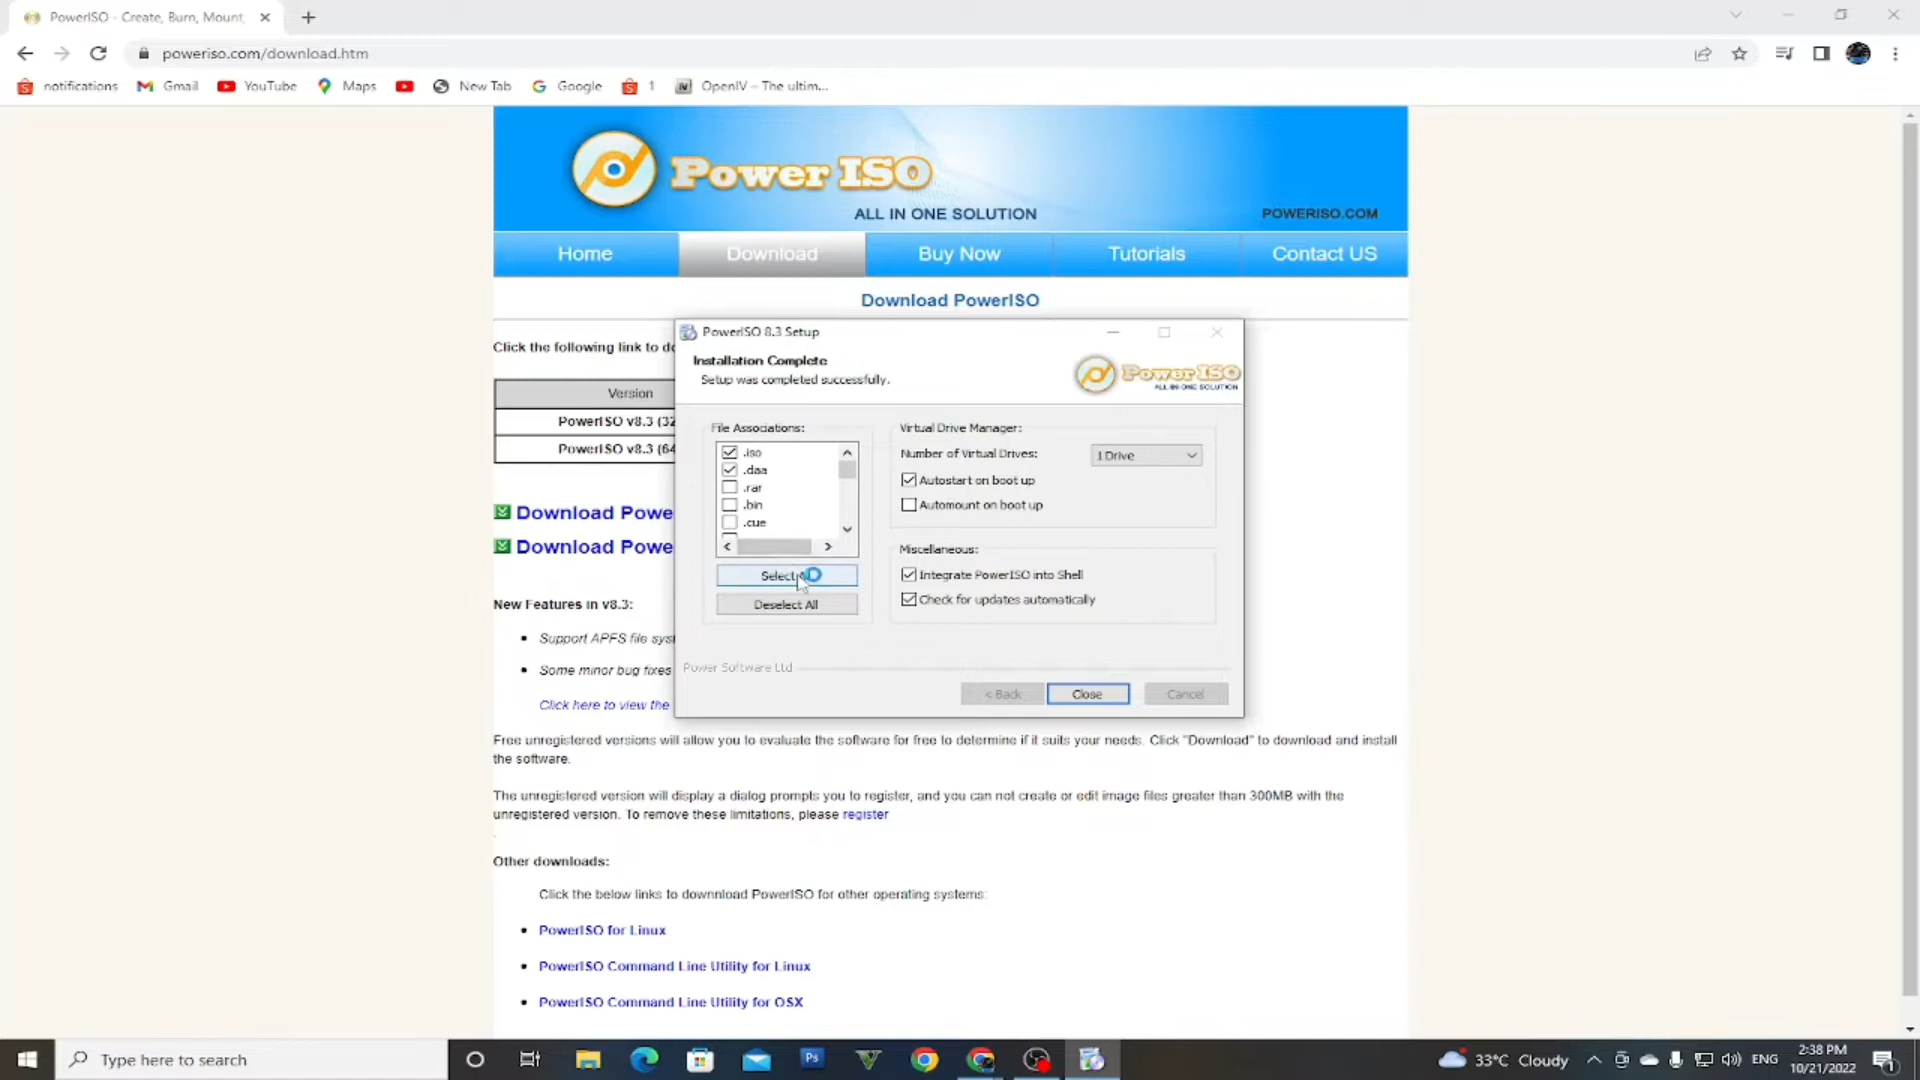 PowerISO - Create, Burn, Mount,
poweriso.com/download.htm
notifications Gmail YouTube Maps New Tab Google 1 OpenIV - The ultim...
Power ISO
ALL IN ONE SOLUTION
POWERISO.COM
Home Download Buy Now Tutorials Contact US
Download PowerISO
Click the following link to do
Version
PowerISO v8.3 (32
PowerISO v8.3 (64
Download Powe
Download Powe
New Features in v8.3:
Support APFS file sys
Some minor bug fixes
Click here to view the
PowerISO 8.3 Setup
Installation Complete
Setup was completed successfully.
Power ISO
ALL IN ONE SOLUTION
File Associations:
.iso
.daa
.rar
.bin
.cue
Select
Deselect All
Virtual Drive Manager:
Number of Virtual Drives: 1 Drive
Autostart on boot up
Automount on boot up
Miscellaneous:
Integrate PowerISO into Shell
Check for updates automatically
Power Software Ltd
< Back Close Cancel
Free unregistered versions will allow you to evaluate the software for free to determine if it suits your needs. Click "Download" to download and install
the software.
The unregistered version will display a dialog prompts you to register, and you can not create or edit image files greater than 300MB with the
unregistered version. To remove these limitations, please register
.
Other downloads:
Click the below links to downnload PowerISO for other operating systems:
PowerISO for Linux
PowerISO Command Line Utility for Linux
PowerISO Command Line Utility for OSX
Type here to search
Ps
33°C Cloudy
ENG
2:38 PM
10/21/2022
1